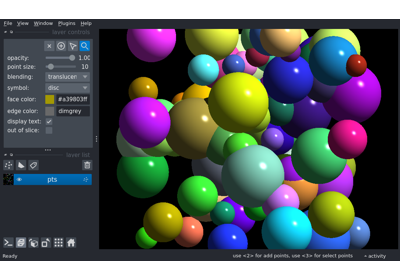 File View Window Plugins Help
layer controls
opacity: 1.00
point size: 10
blending: translucen
symbol: disc
face color: #a39803ff
edge color: dimgrey
display text: ✓
out of slice:
layer list
pts
Ready use <2> for add points, use <3> for select points activity